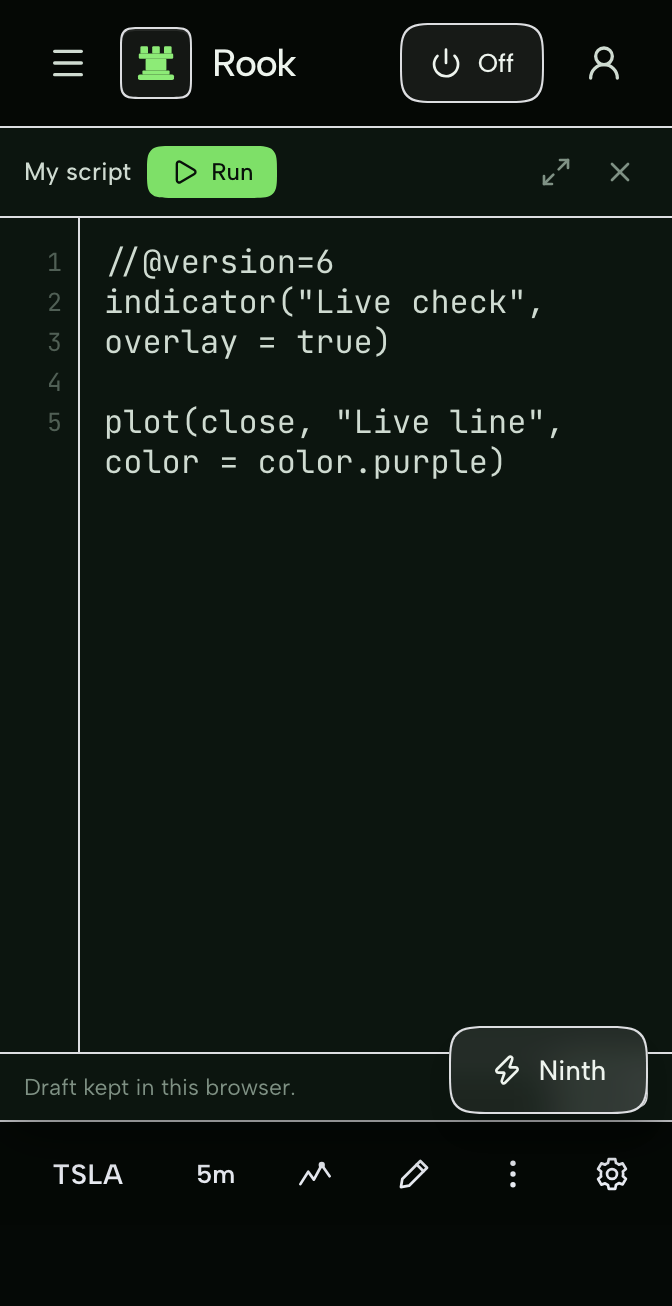 Rook
Off
My script
Run
1 //@version=6
2 indicator("Live check",
3 overlay = true)
4
5 plot(close, "Live line",
color = color.purple)
Ninth
Draft kept in this browser.
TSLA
5m